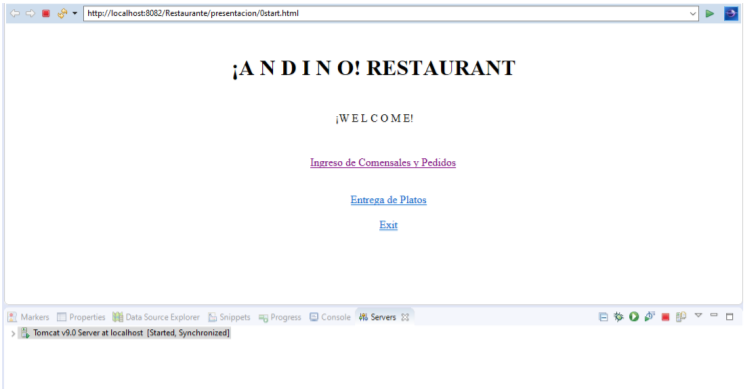 http://localhost:8082/Restaurante/presentacion/0start.html
¡A N D I N O! RESTAURANT
¡W E L C O M E!
Ingreso de Comensales y Pedidos
Entrega de Platos
Exit
Markers Properties Data Source Explorer Snippets Progress Console Servers
Tomcat v9.0 Server at localhost [Started, Synchronized]